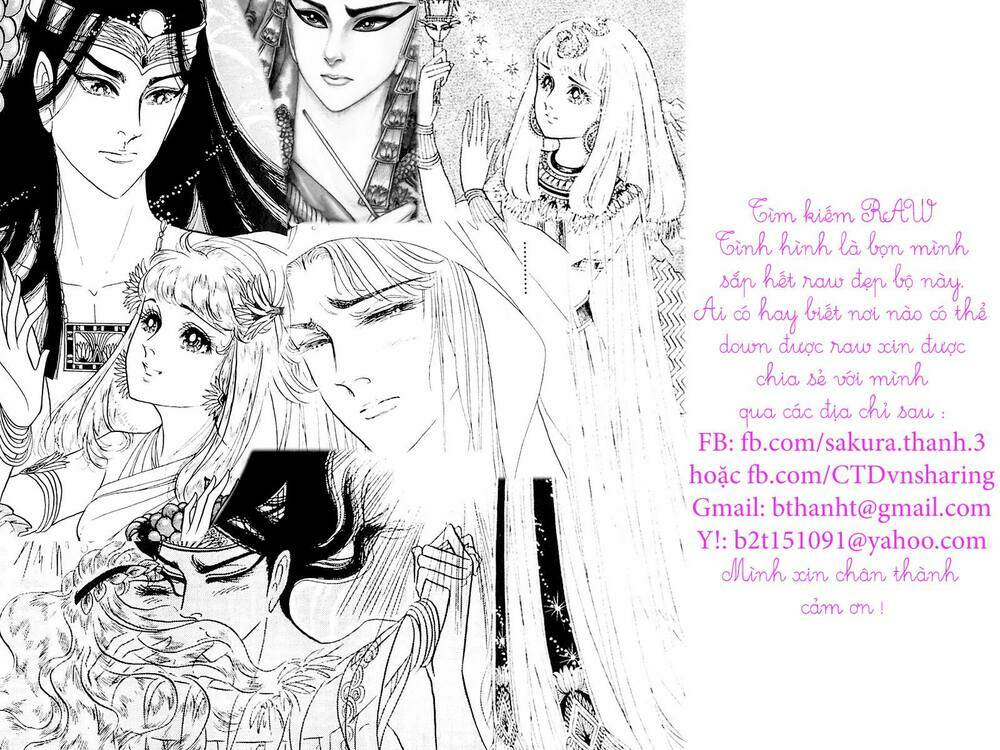 Tìm kiếm RAW
Tình hình là bọn mình
sắp hết raw đẹp bộ này.
Ai có hay biết nơi nào có thể
down được raw xin được
chia sẻ với mình
qua các địa chỉ sau :
FB: fb.com/sakura.thanh.3
hoặc fb.com/CTDvnsharing
Gmail: bthanht@gmail.com
Y!: b2t151091@yahoo.com
Mình xin chân thành
cảm ơn !